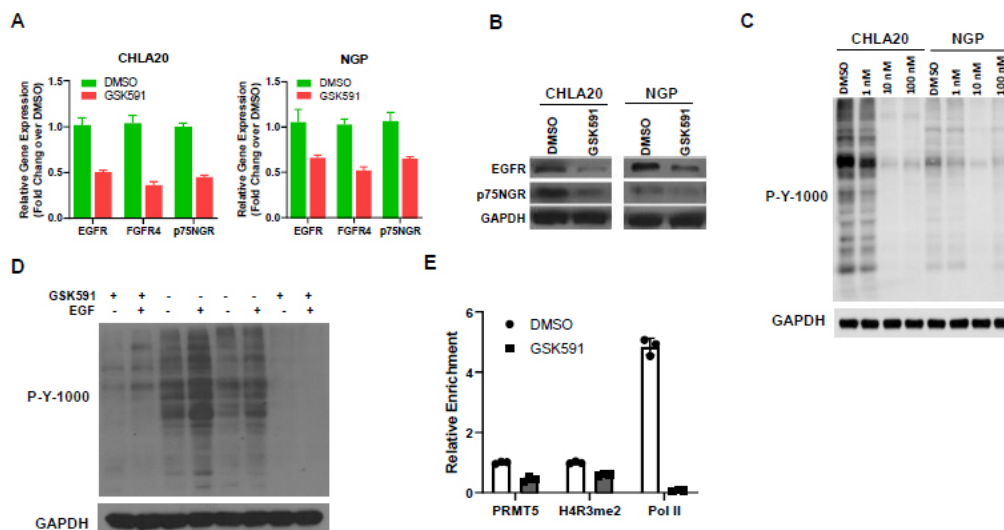 A
CHLA20
Relative Gene Expression
(Fold Chang over DMSO)
1.5
1.0
0.5
0.0
DMSO
GSK591
EGFR FGFR4 p75NGR
NGP
Relative Gene Expression
(Fold Chang over DMSO)
1.5
1.0
0.5
0.0
DMSO
GSK591
EGFR FGFR4 p75NGR
B
CHLA20 NGP
DMSO GSK591 DMSO GSK591
EGFR
p75NGR
GAPDH
C
CHLA20 NGP
DMSO 1 nM 10 nM 100 nM DMSO 1 nM 10 nM 100 nM
P-Y-1000
GAPDH
D
GSK591 + + - - - - + +
EGF - + - + - + - +
P-Y-1000
GAPDH
E
Relative Enrichment
6
4
2
0
DMSO
GSK591
PRMT5 H4R3me2 Pol II